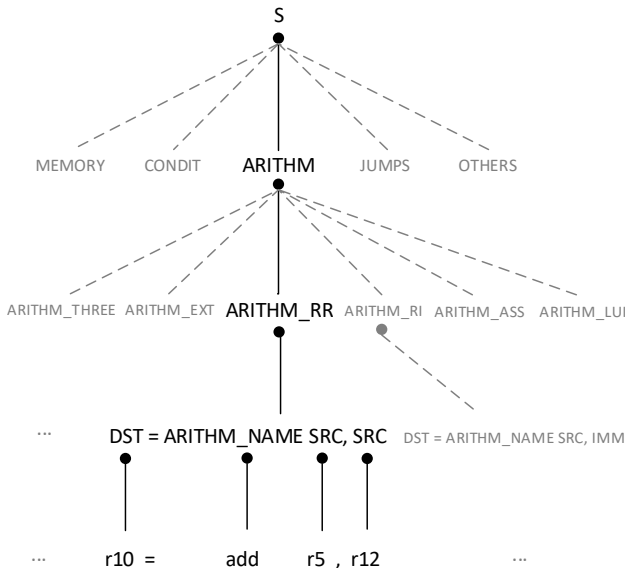 S
MEMORY CONDIT ARITHM JUMPS OTHERS
ARITHM_THREE ARITHM_EXT ARITHM_RR ARITHM_RI ARITHM_ASS ARITHM_LUI
... DST = ARITHM_NAME SRC, SRC DST = ARITHM_NAME SRC, IMM
... r10 = add r5 , r12 ...